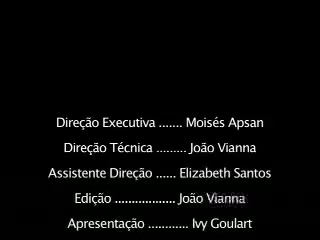 Direção Executiva ....... Moisés Apsan
Direção Técnica ......... João Vianna
Assistente Direção ...... Elizabeth Santos
Edição .................. João Vianna
Apresentação ............ Ivy Goulart